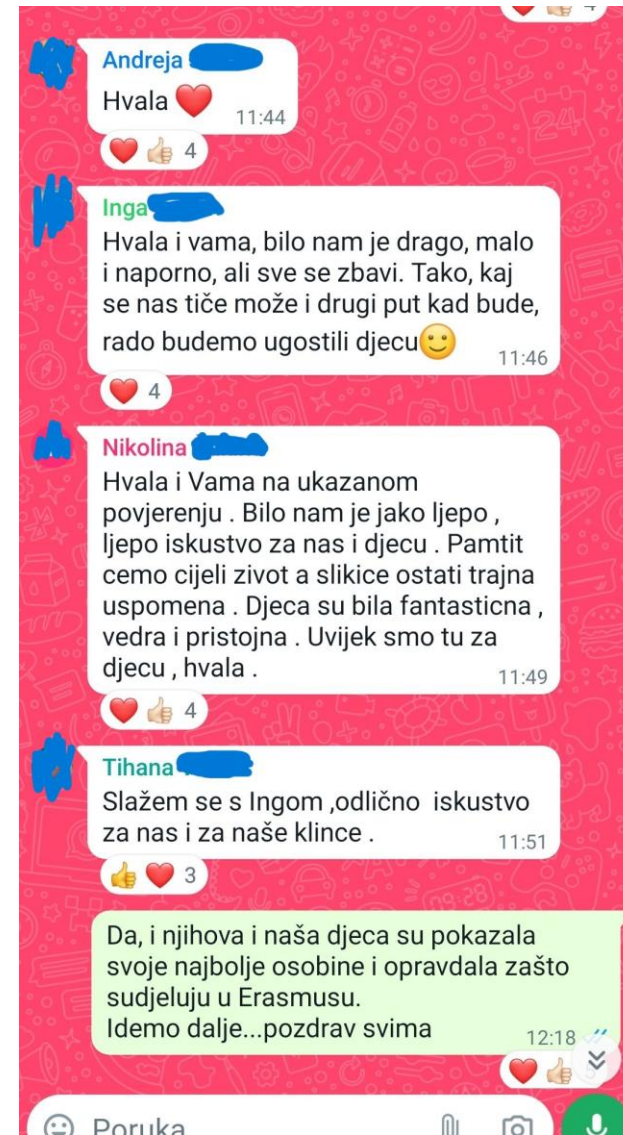 4
Andreja
Hvala ❤️
11:44
❤️ 👍🏻 4
Inga
Hvala i vama, bilo nam je drago, malo
i naporno, ali sve se zbavi. Tako, kaj
se nas tiče može i drugi put kad bude,
rado budemo ugostili djecu🙂
11:46
❤️ 4
Nikolina
Hvala i Vama na ukazanom
povjerenju . Bilo nam je jako ljepo ,
ljepo iskustvo za nas i djecu . Pamtit
cemo cijeli zivot a slikice ostati trajna
uspomena . Djeca su bila fantasticna ,
vedra i pristojna . Uvijek smo tu za
djecu , hvala .
11:49
❤️ 👍🏻 4
Tihana
Slažem se s Ingom ,odlično  iskustvo
za nas i za naše klince .
11:51
👍 ❤️ 3
Da, i njihova i naša djeca su pokazala
svoje najbolje osobine i opravdala zašto
sudjeluju u Erasmusu.
Idemo dalje...pozdrav svima
12:18
❤️ 👍🏻
Poruka